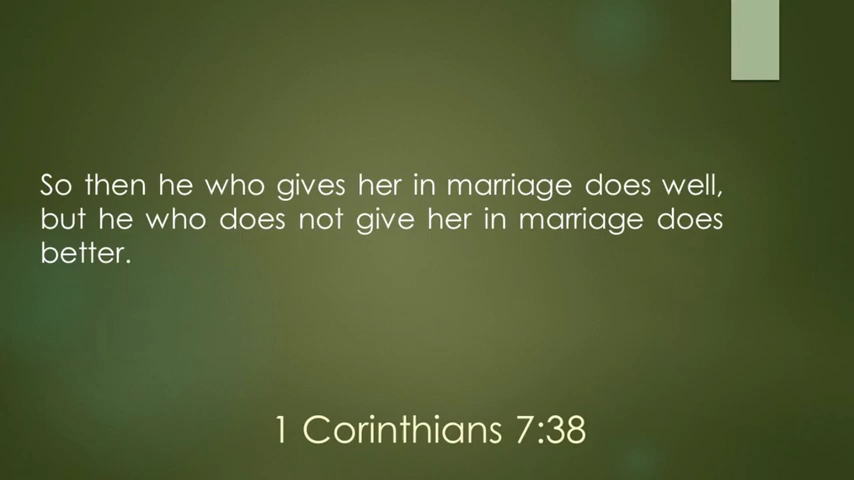 So then he who gives her in marriage does well,
but he who does not give her in marriage does
better.
1 Corinthians 7:38